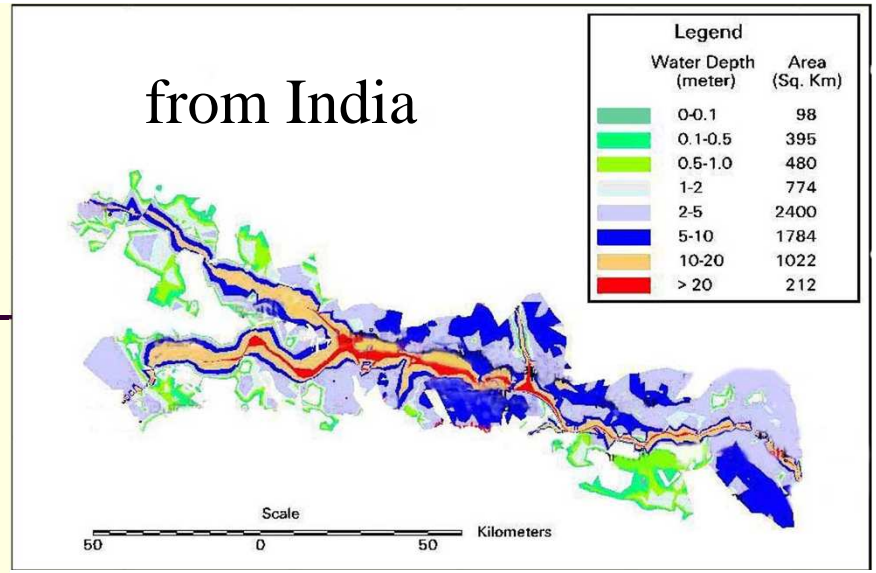 from India
Legend
Water Depth Area
(meter) (Sq. Km)
0-0.1 98
0.1-0.5 395
0.5-1.0 480
1-2 774
2-5 2400
5-10 1784
10-20 1022
> 20 212
Scale
Kilometers
50 0 50